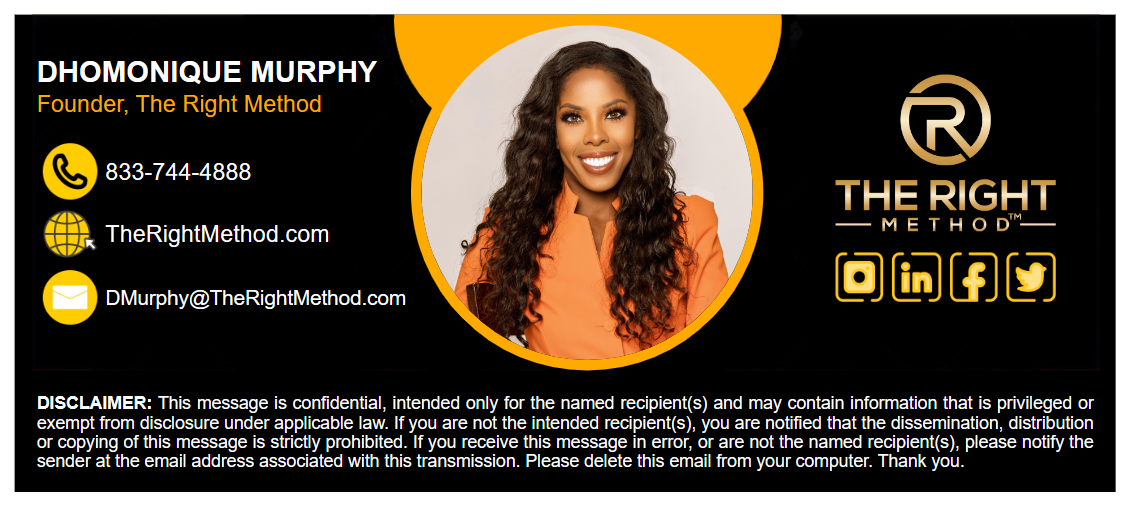 DHOMONIQUE MURPHY
Founder, The Right Method
833-744-4888
TheRightMethod.com
DMurphy@TheRightMethod.com
R
THE RIGHT
METHOD™
in
f
DISCLAIMER: This message is confidential, intended only for the named recipient(s) and may contain information that is privileged or
exempt from disclosure under applicable law. If you are not the intended recipient(s), you are notified that the dissemination, distribution
or copying of this message is strictly prohibited. If you receive this message in error, or are not the named recipient(s), please notify the
sender at the email address associated with this transmission. Please delete this email from your computer. Thank you.